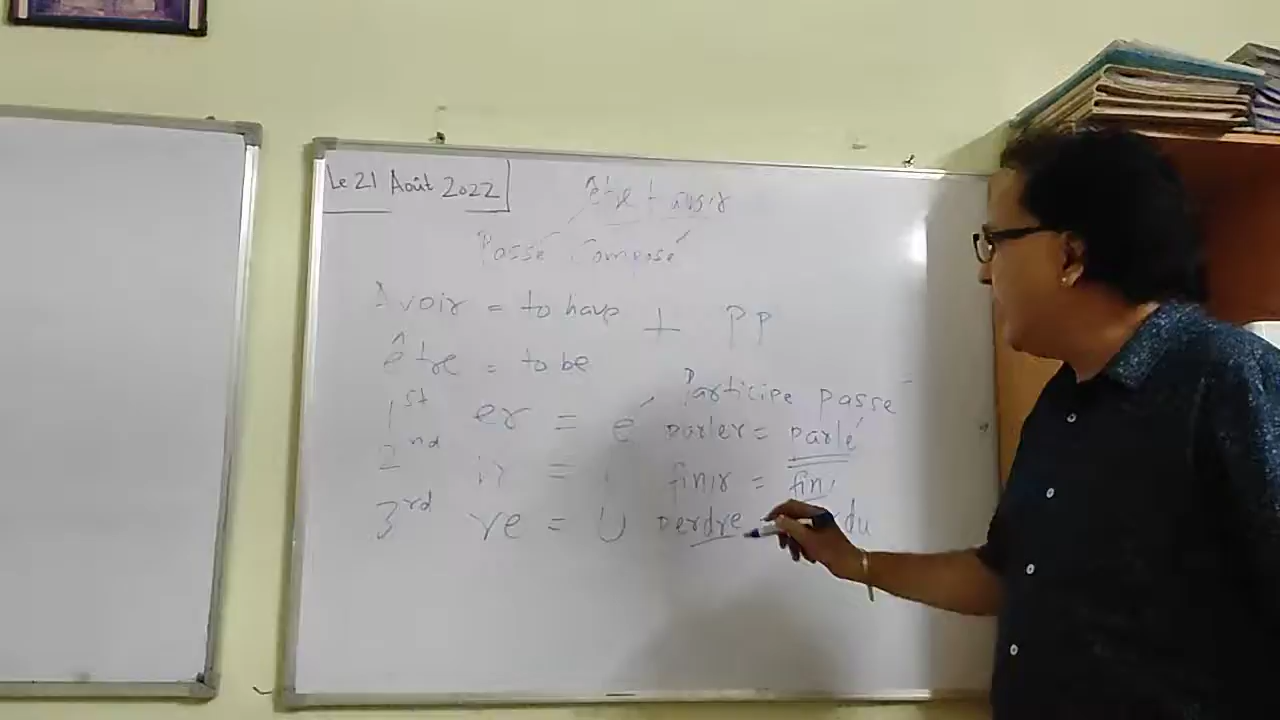 Le 21 Août 2022
être + avoir
Passé Composé
Avoir = to have + PP
être = to be
Participe passé
1st er = é parler = parlé
2nd ir = i finir = fini
3rd re = U perdre
du